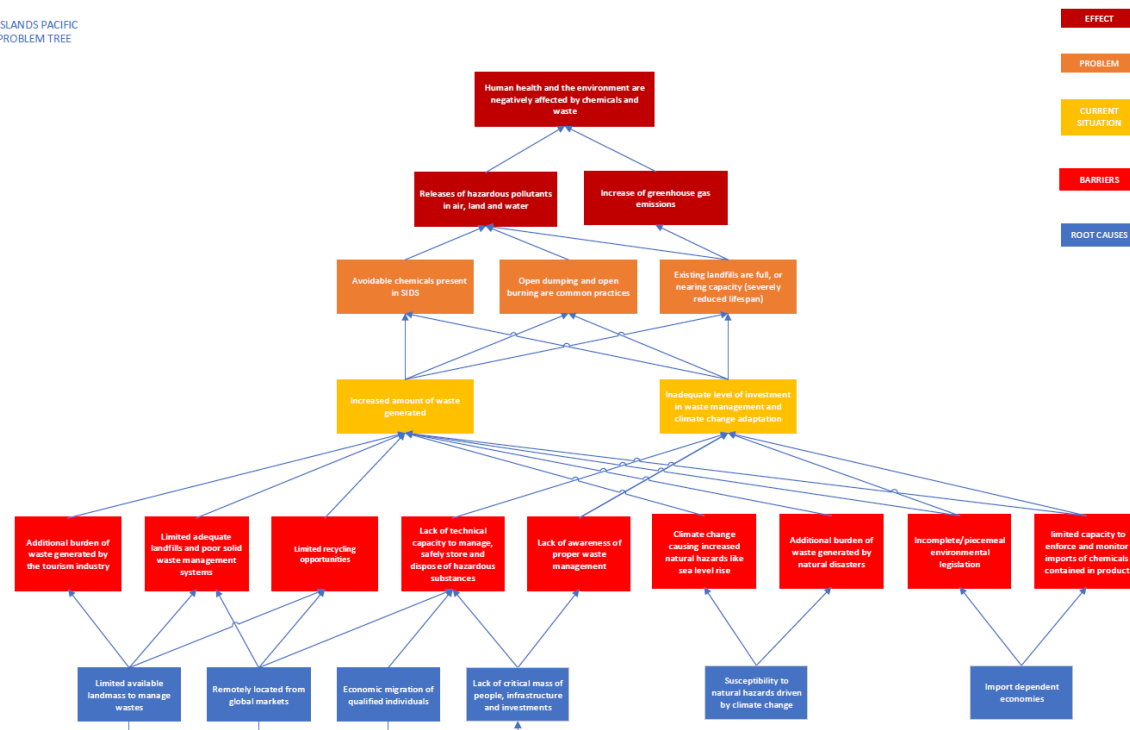 SLANDS PACIFIC
PROBLEM TREE
EFFECT
PROBLEM
CURRENT
SITUATION
BARRIERS
ROOT CAUSES
Human health and the environment are
negatively affected by chemicals and
waste
Releases of hazardous pollutants
in air, land and water
Increase of greenhouse gas
emissions
Avoidable chemicals present
in SIDS
Open dumping and open
burning are common practices
Existing landfills are full, or
nearing capacity (severely
reduced lifespan)
Increased amount of waste
generated
Inadequate level of investment
in waste management and
climate change adaptation
Additional burden of
waste generated by
the tourism industry
Limited adequate
landfills and poor solid
waste management
systems
Limited recycling
opportunities
Lack of technical
capacity to manage,
safely store and
dispose of hazardous
substances
Lack of awareness of
proper waste
management
Climate change
causing increased
natural hazards like
sea level rise
Additional burden of
waste generated by
natural disasters
Incomplete/piecemeal
environmental
legislation
limited capacity to
enforce and monitor
imports of chemicals
contained in product
Limited available
landmass to manage
wastes
Remotely located from
global markets
Economic migration of
qualified individuals
Lack of critical mass of
people, infrastructure
and investments
Susceptibility to
natural hazards driven
by climate change
Import dependent
economies